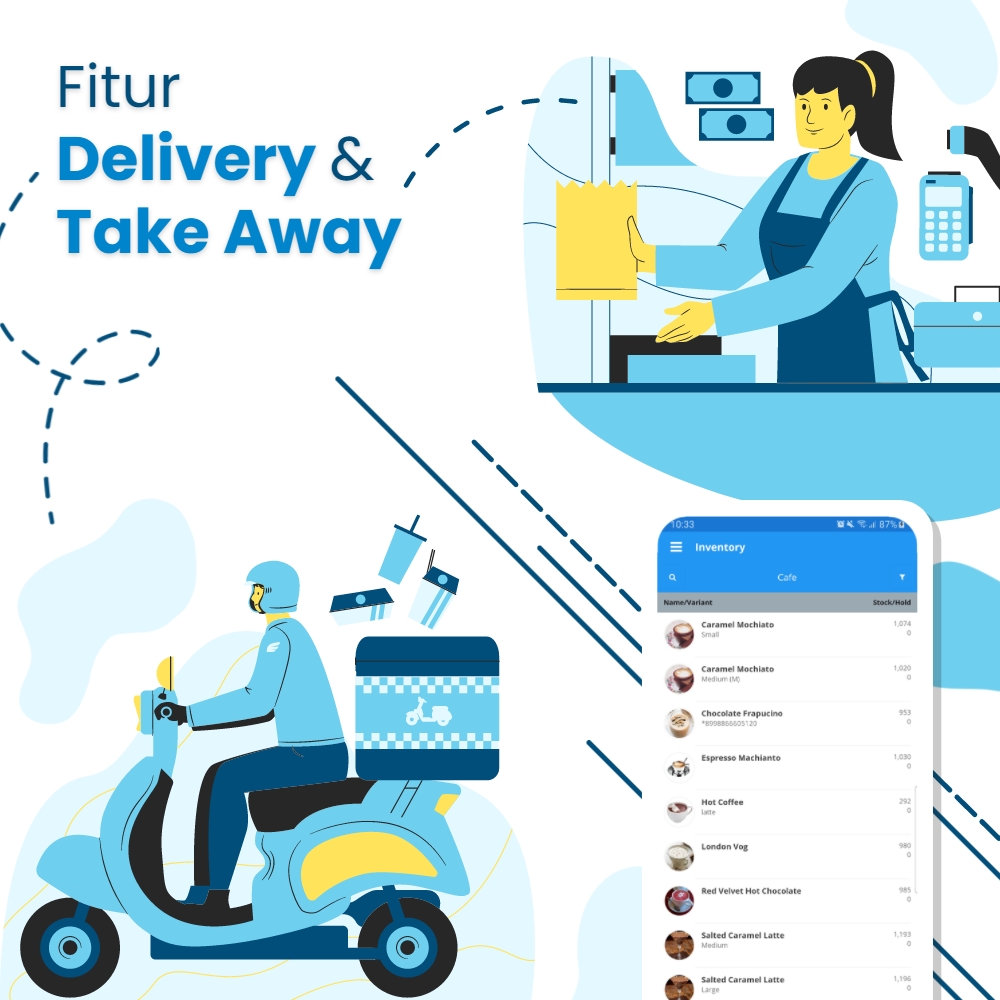 Fitur
Delivery &
Take Away
10:33 87%
Inventory
Cafe
Name/Variant Stock/Hold
Caramel Mochiato 1,074
Small 0
Caramel Mochiato 1,020
Medium (M) 0
Chocolate Frapucino 953
*8998866605120 0
Espresso Machianto 1,030
0
Hot Coffee 292
latte 0
London Vog 980
0
Red Velvet Hot Chocolate 985
0
Salted Caramel Latte 1,193
Medium 0
Salted Caramel Latte 1,196
Large 0